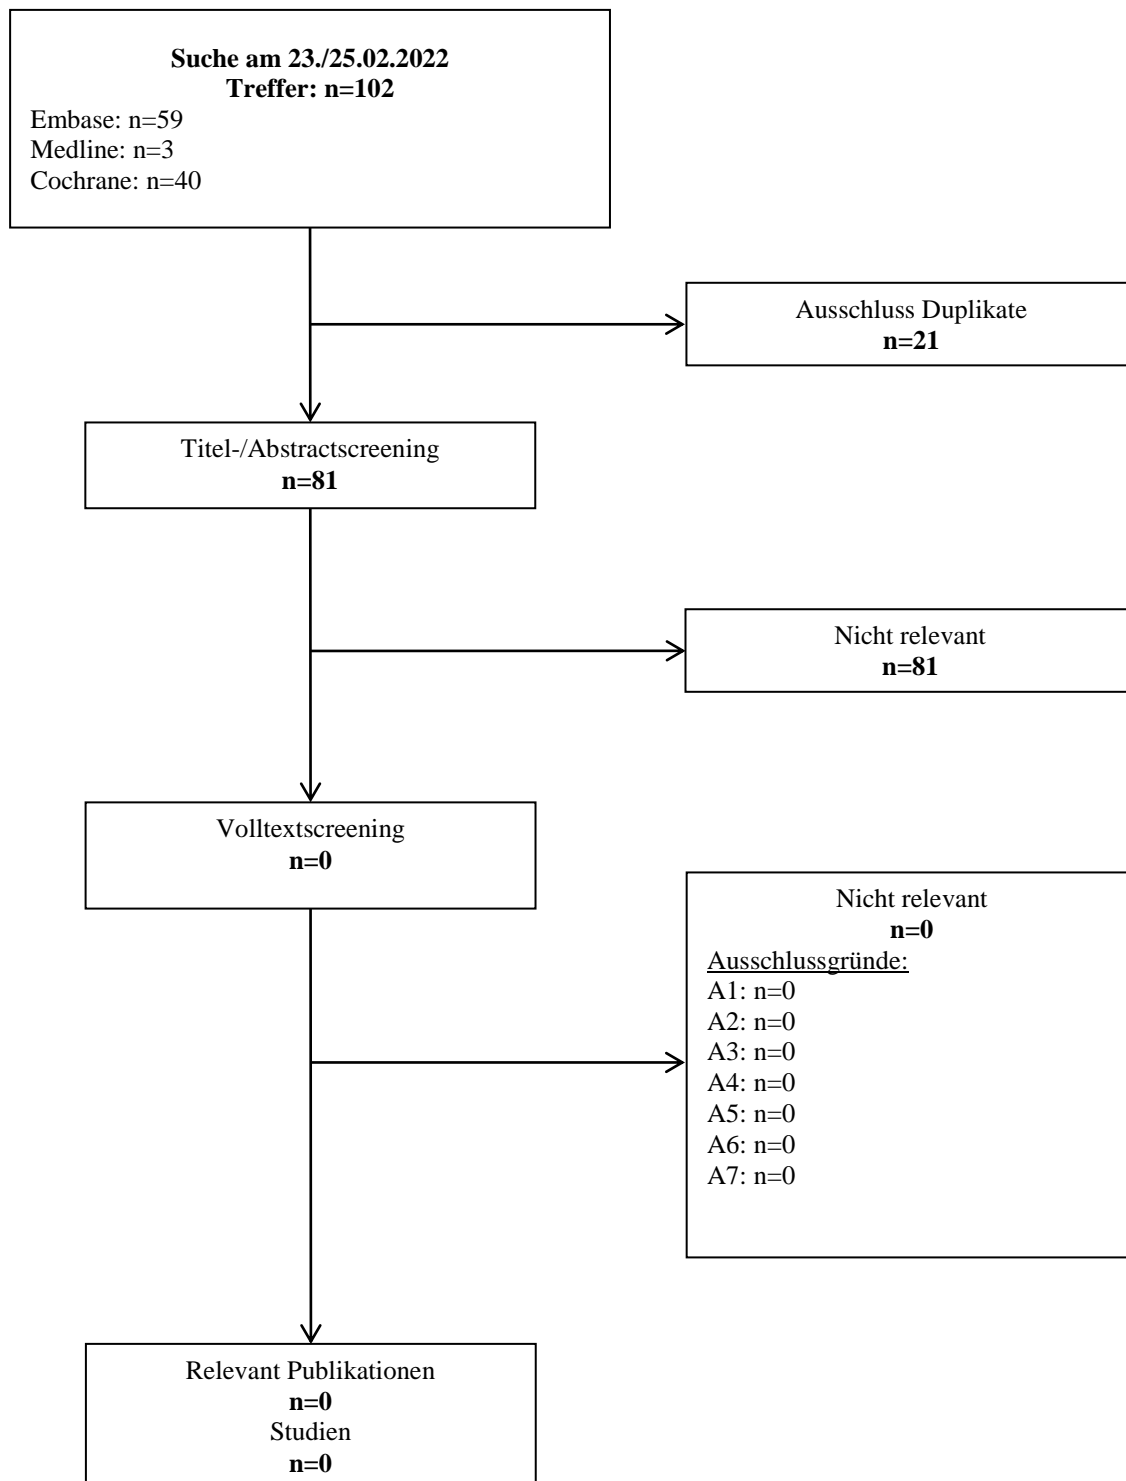 Suche am 23./25.02.2022
Treffer: n=102
Embase: n=59
Medline: n=3
Cochrane: n=40
Ausschluss Duplikate
n=21
Titel-/Abstractscreening
n=81
Nicht relevant
n=81
Volltextscreening
n=0
Nicht relevant
n=0
Ausschlussgründe:
A1: n=0
A2: n=0
A3: n=0
A4: n=0
A5: n=0
A6: n=0
A7: n=0
Relevant Publikationen
n=0
Studien
n=0